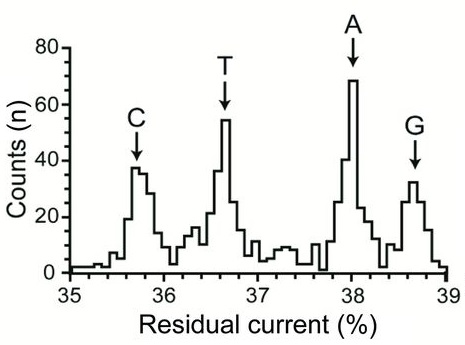 A
T
C
G
Counts (n)
80
60
40
20
0
35 36 37 38 39
Residual current (%)